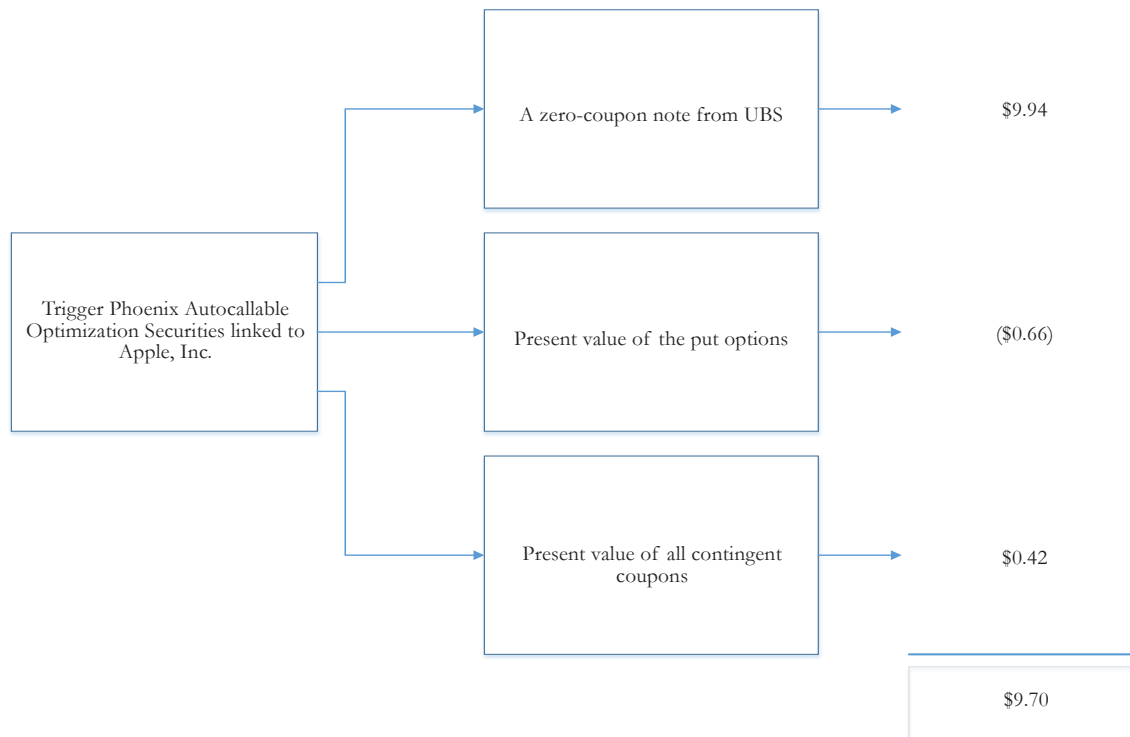 A zero-coupon note from UBS
$9.94
Trigger Phoenix Autocallable
Optimization Securities linked to
Apple, Inc.
Present value of the put options
($0.66)
Present value of all contingent
coupons
$0.42
$9.70